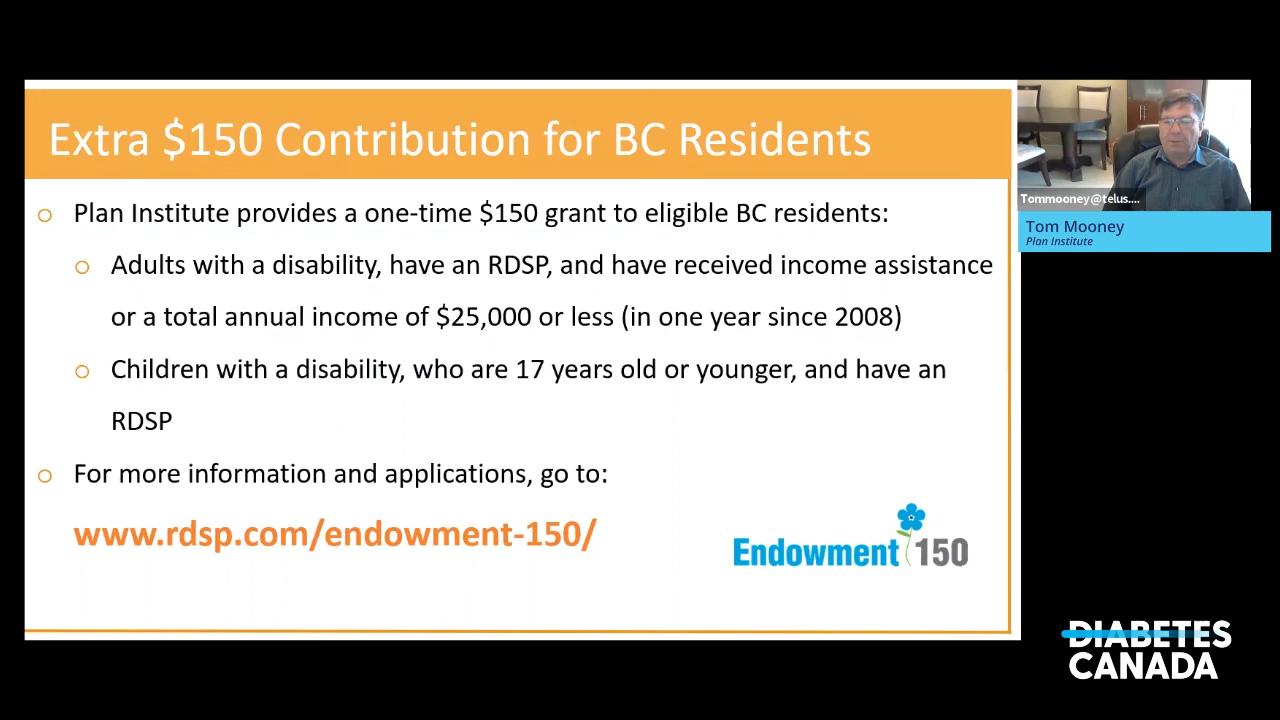 Extra $150 Contribution for BC Residents
o Plan Institute provides a one-time $150 grant to eligible BC residents:
o Adults with a disability, have an RDSP, and have received income assistance
or a total annual income of $25,000 or less (in one year since 2008)
o Children with a disability, who are 17 years old or younger, and have an
RDSP
o For more information and applications, go to:
www.rdsp.com/endowment-150/
Endowment 150
Tommooney@telus....
Tom Mooney
Plan Institute
DIABETES
CANADA